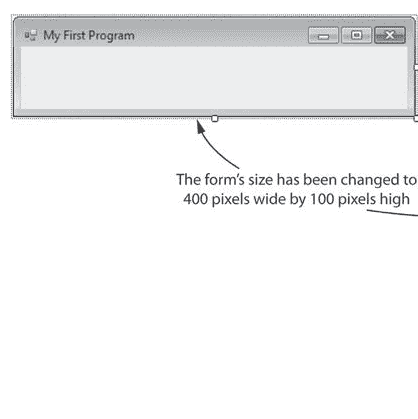 My First Program
The form's size has been changed to
400 pixels wide by 100 pixels high